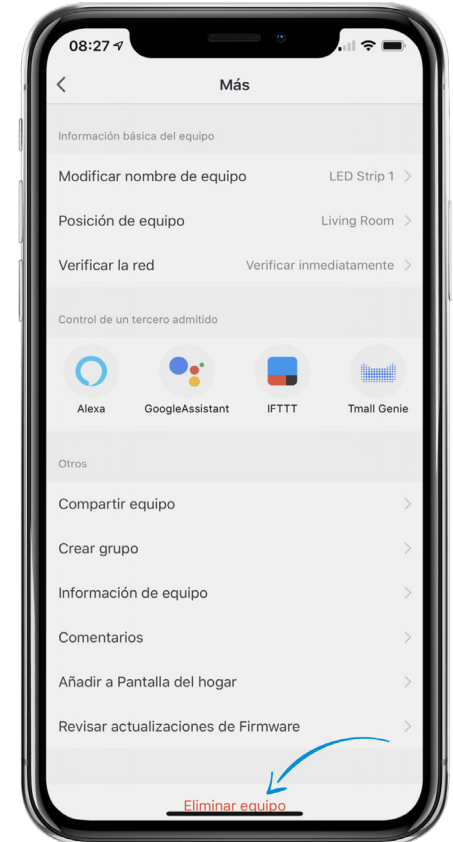 08:27
Más
Información básica del equipo
Modificar nombre de equipo LED Strip 1
Posición de equipo Living Room
Verificar la red Verificar inmediatamente
Control de un tercero admitido
Alexa GoogleAssistant IFTTT Tmall Genie
Otros
Compartir equipo
Crear grupo
Información de equipo
Comentarios
Añadir a Pantalla del hogar
Revisar actualizaciones de Firmware
Eliminar equipo